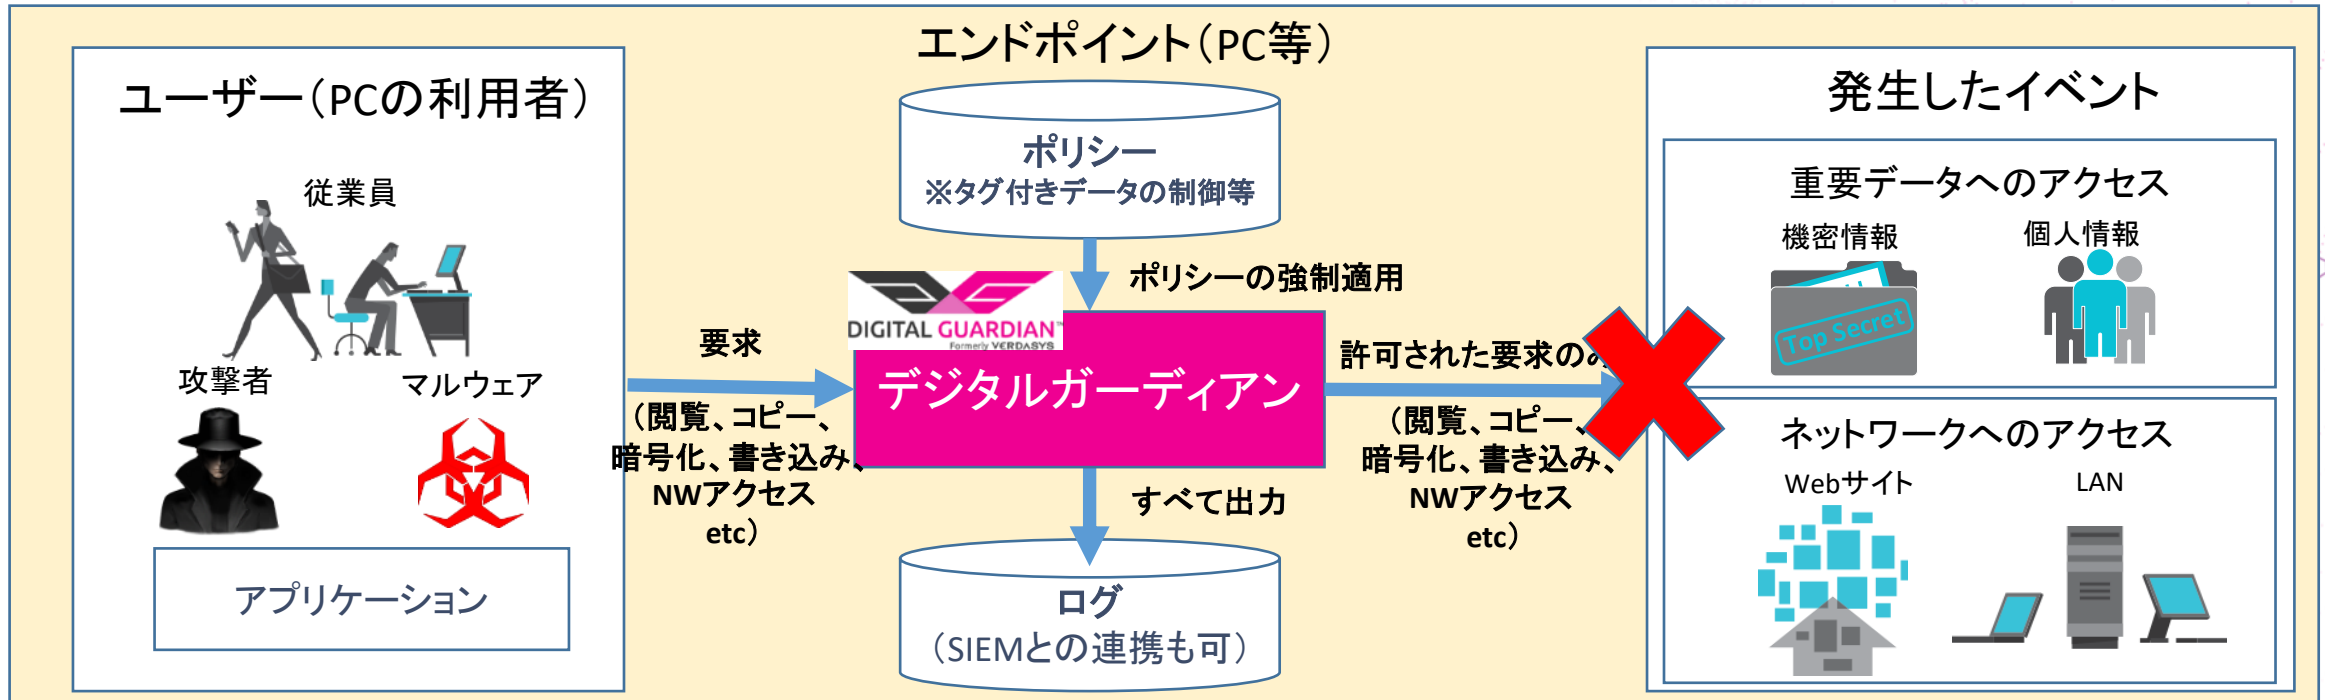 エンドポイント（PC等）
ユーザー（PCの利用者）
従業員
攻撃者
マルウェア
アプリケーション
要求
（閲覧、コピー、
暗号化、書き込み、
NWアクセス
etc）
ポリシー
※タグ付きデータの制御等
ポリシーの強制適用
DIGITAL GUARDIAN™
Formerly VERDASYS
デジタルガーディアン
すべて出力
ログ
（SIEMとの連携も可）
許可された要求のみ
（閲覧、コピー、
暗号化、書き込み、
NWアクセス
etc）
発生したイベント
重要データへのアクセス
機密情報
個人情報
Top Secret
ネットワークへのアクセス
Webサイト
LAN